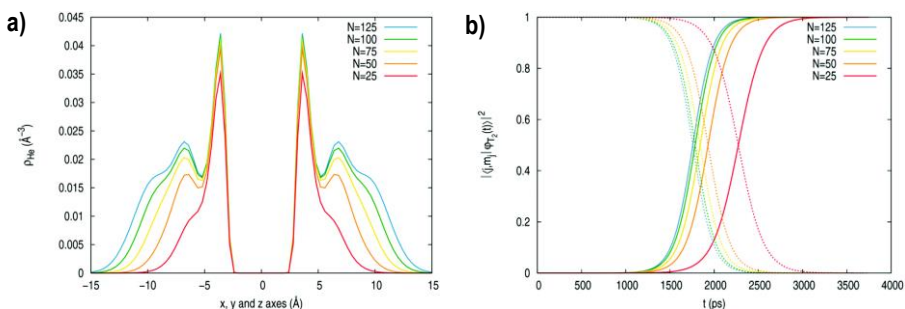 a)
0.045
0.04
0.035
0.03
0.025
0.02
0.015
0.01
0.005
0
ρHe (Å⁻³)
N=125
N=100
N=75
N=50
N=25
−15 −10 −5 0 5 10 15
x, y and z axes (Å)
b)
1
0.8
0.6
0.4
0.2
0
|⟨j,mj|φT2(t)⟩|²
N=125
N=100
N=75
N=50
N=25
0 500 1000 1500 2000 2500 3000 3500 4000
t (ps)